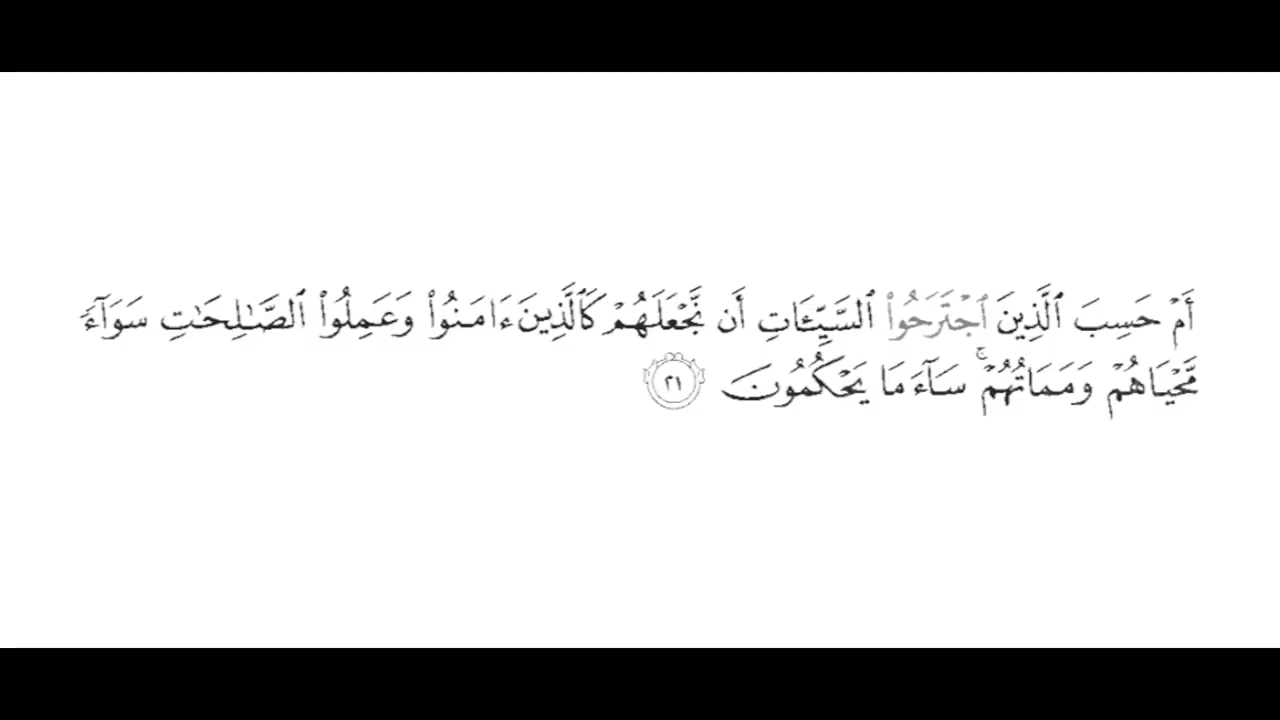 أَمْ حَسِبَ ٱلَّذِينَ ٱجْتَرَحُوا۟ ٱلسَّيِّـَٔاتِ أَن نَّجْعَلَهُمْ كَٱلَّذِينَ ءَامَنُوا۟ وَعَمِلُوا۟ ٱلصَّـٰلِحَـٰتِ سَوَآءً
مَّحْيَاهُمْ وَمَمَاتُهُمْ ۚ سَآءَ مَا يَحْكُمُونَ ٢١